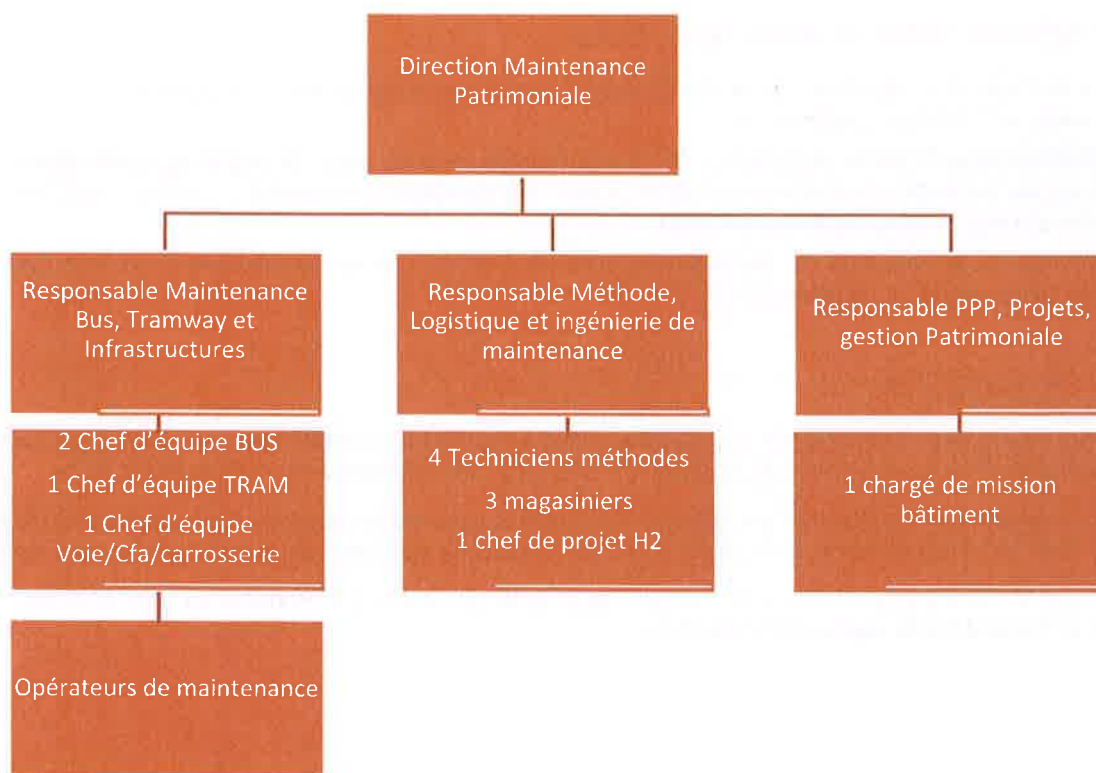 Direction Maintenance
Patrimoniale
Responsable Maintenance
Bus, Tramway et
Infrastructures
Responsable Méthode,
Logistique et ingénierie de
maintenance
Responsable PPP, Projets,
gestion Patrimoniale
2 Chef d'équipe BUS
1 Chef d'équipe TRAM
1 Chef d'équipe
Voie/Cfa/carrosserie
4 Techniciens méthodes
3 magasiniers
1 chef de projet H2
1 chargé de mission
bâtiment
Opérateurs de maintenance